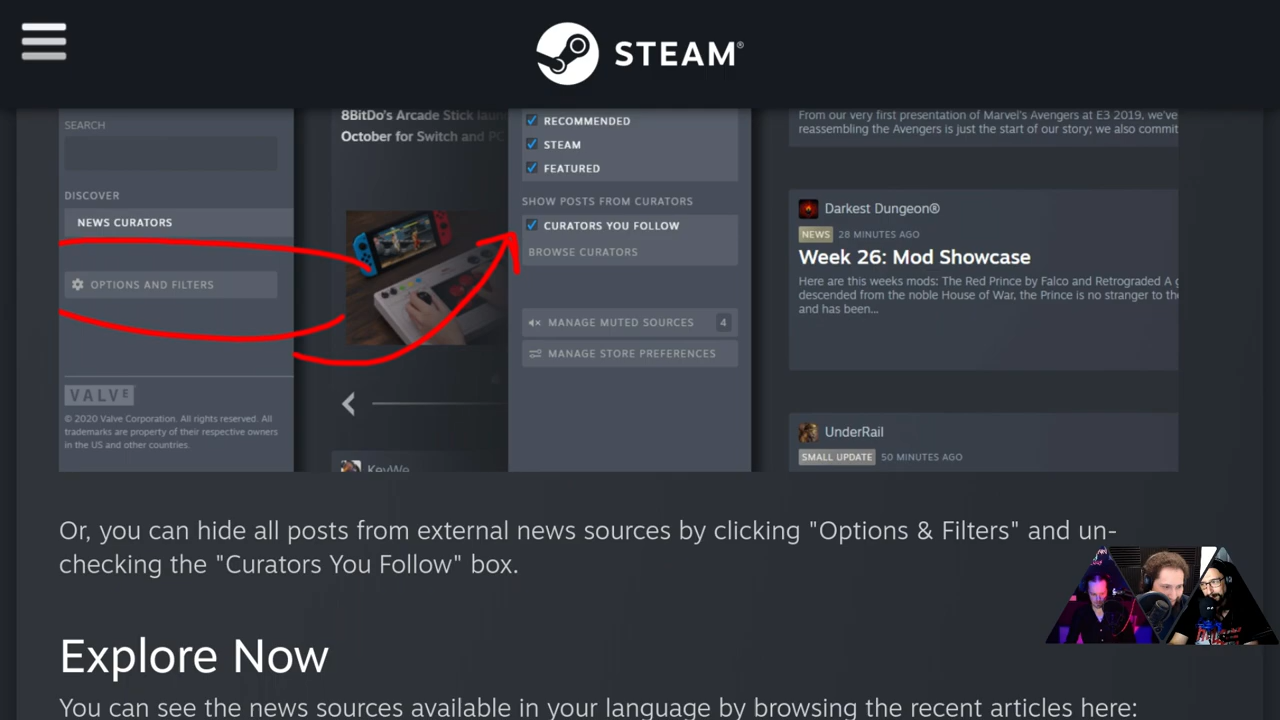 STEAM®
SEARCH
DISCOVER
NEWS CURATORS
OPTIONS AND FILTERS
VALVE
© 2020 Valve Corporation. All rights reserved. All
trademarks are property of their respective owners
in the US and other countries.
8BitDo's Arcade Stick laun
October for Switch and PC
KeyWe
RECOMMENDED
STEAM
FEATURED
SHOW POSTS FROM CURATORS
CURATORS YOU FOLLOW
BROWSE CURATORS
MANAGE MUTED SOURCES 4
MANAGE STORE PREFERENCES
From our very first presentation of Marvel's Avengers at E3 2019, we've
reassembling the Avengers is just the start of our story; we also commit
Darkest Dungeon®
NEWS 28 MINUTES AGO
Week 26: Mod Showcase
Here are this weeks mods: The Red Prince by Falco and Retrograded A g
descended from the noble House of War, the Prince is no stranger to the
and has been...
UnderRail
SMALL UPDATE 50 MINUTES AGO
Or, you can hide all posts from external news sources by clicking "Options & Filters" and un-
checking the "Curators You Follow" box.
Explore Now
You can see the news sources available in your language by browsing the recent articles here: